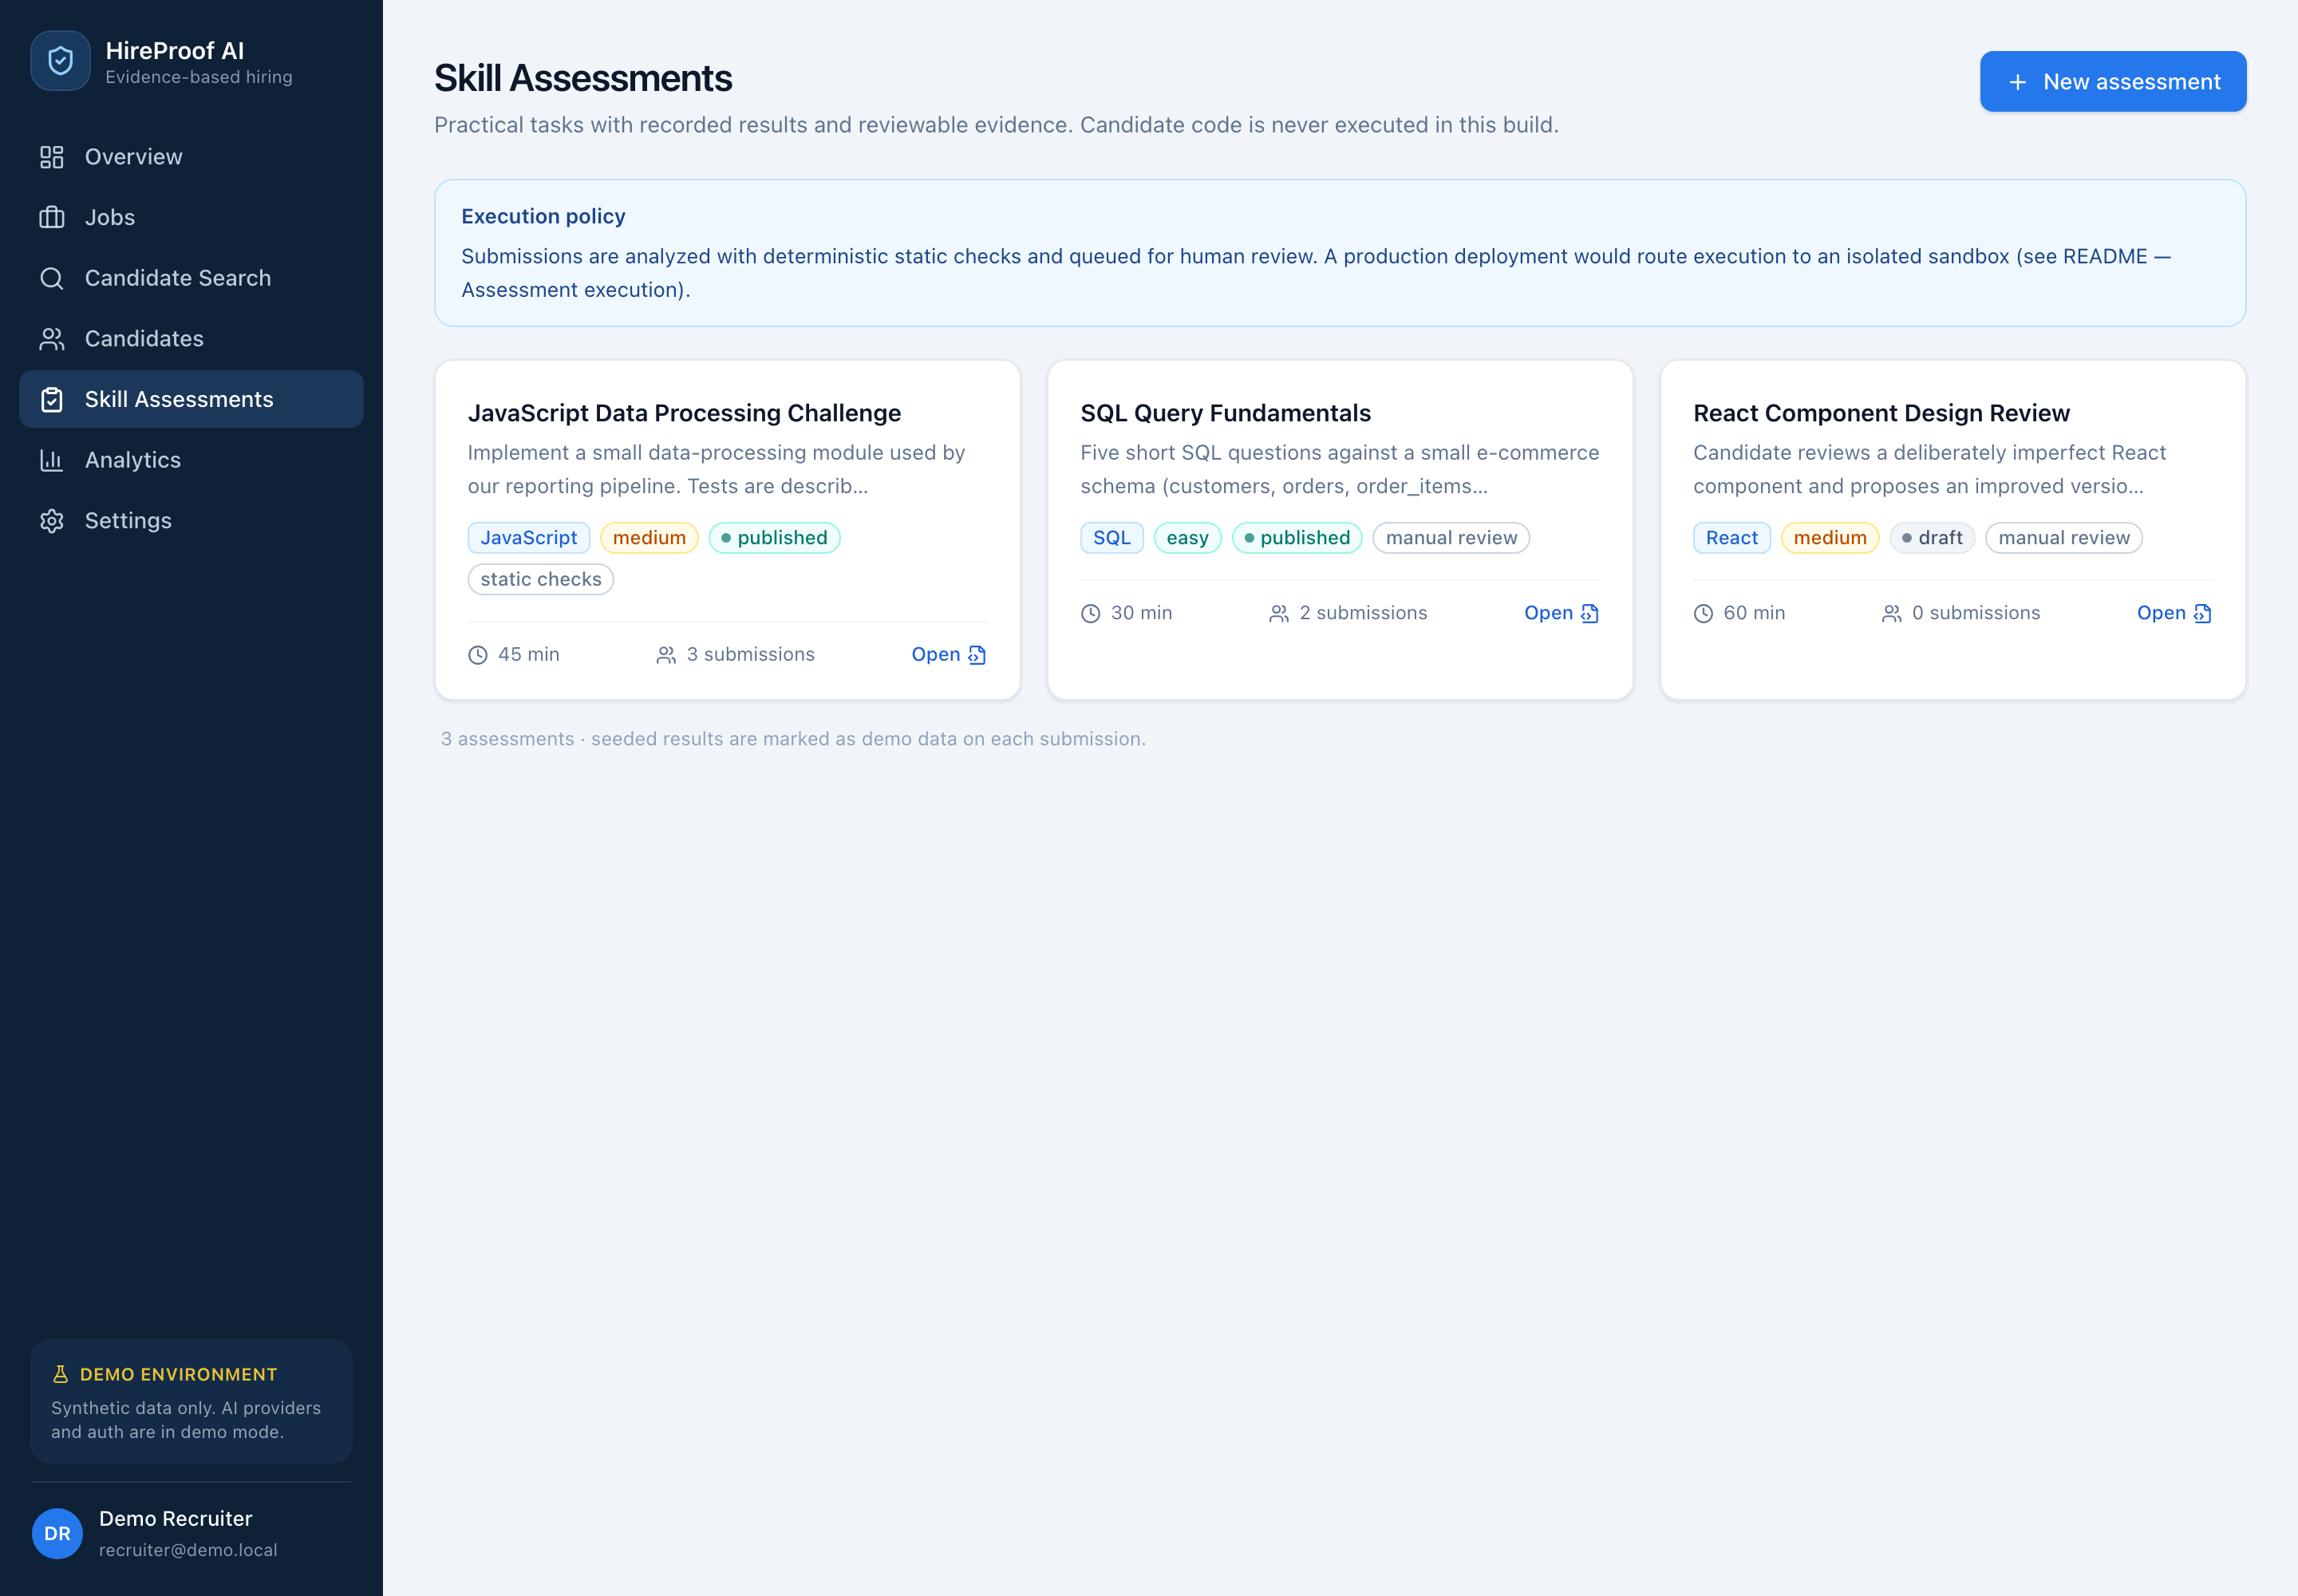 HireProof AI
Evidence-based hiring
Overview
Jobs
Candidate Search
Candidates
Skill Assessments
Analytics
Settings
DEMO ENVIRONMENT
Synthetic data only. AI providers
and auth are in demo mode.
DR
Demo Recruiter
recruiter@demo.local
Skill Assessments
Practical tasks with recorded results and reviewable evidence. Candidate code is never executed in this build.
New assessment
Execution policy
Submissions are analyzed with deterministic static checks and queued for human review. A production deployment would route execution to an isolated sandbox (see README —
Assessment execution).
JavaScript Data Processing Challenge
Implement a small data-processing module used by
our reporting pipeline. Tests are describ...
JavaScript medium published
static checks
45 min 3 submissions Open
SQL Query Fundamentals
Five short SQL questions against a small e-commerce
schema (customers, orders, order_items...
SQL easy published manual review
30 min 2 submissions Open
React Component Design Review
Candidate reviews a deliberately imperfect React
component and proposes an improved versio...
React medium draft manual review
60 min 0 submissions Open
3 assessments · seeded results are marked as demo data on each submission.